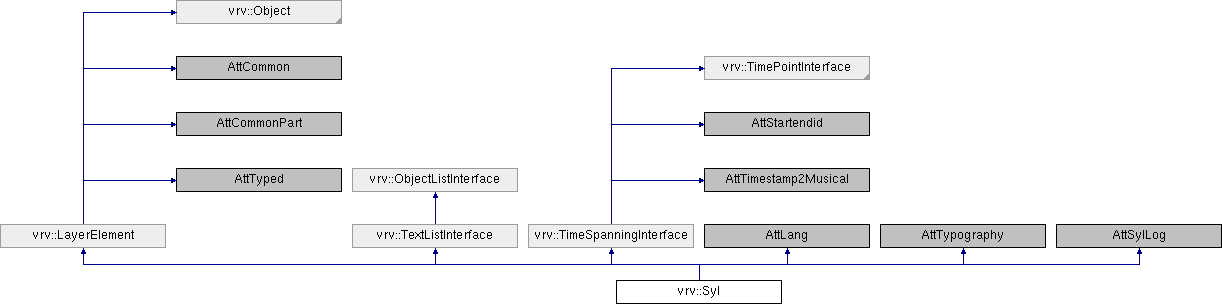 vrv::Object
AttCommon
vrv::TimePointInterface
AttCommonPart
AttStartendid
AttTyped
vrv::ObjectListInterface
AttTimestamp2Musical
vrv::LayerElement
vrv::TextListInterface
vrv::TimeSpanningInterface
AttLang
AttTypography
AttSylLog
vrv::Syl